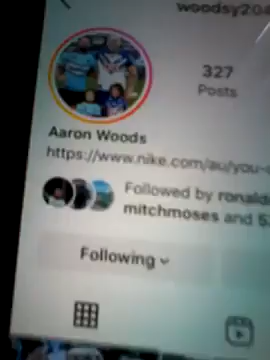 woodsy204
327
Posts
Aaron Woods
https://www.nike.com/au/you-
Followed by ronald
mitchmoses and 5
Following